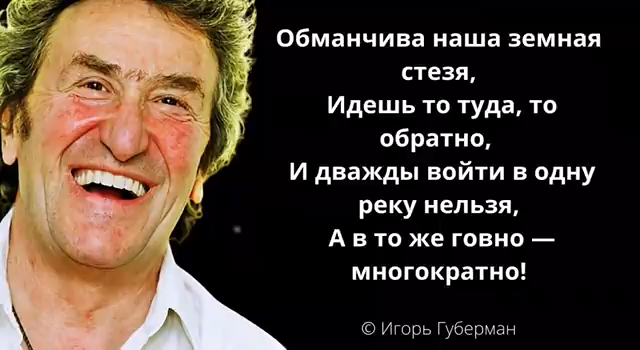 Обманчива наша земная
стезя,
Идешь то туда, то
обратно,
И дважды войти в одну
реку нельзя,
А в то же говно —
многократно!
© Игорь Губерман